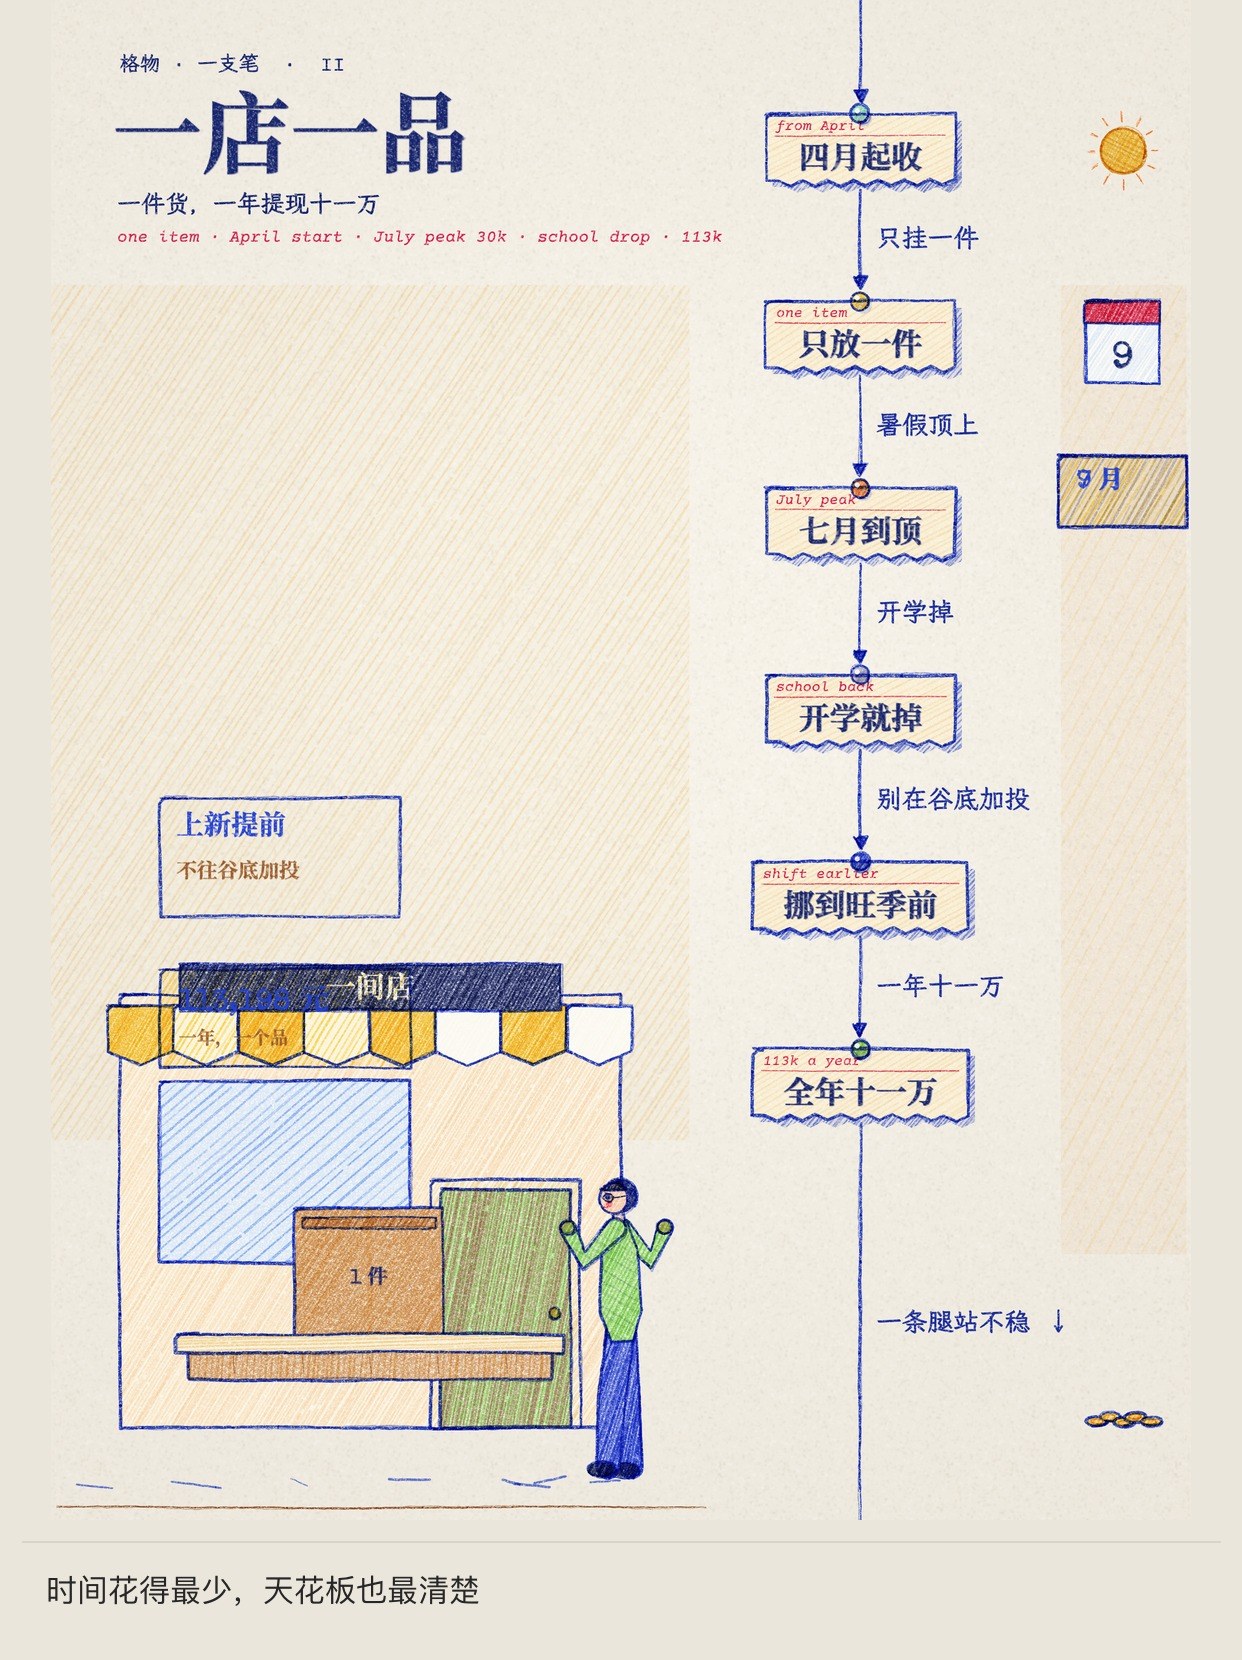 格物 · 一支笔 · II
一店一品
一件货，一年提现十一万
one item · April start · July peak 30k · school drop · 113k
from April
四月起收
只挂一件
one item
只放一件
暑假顶上
July peak
七月到顶
开学掉
school back
开学就掉
别在谷底加投
shift earlier
挪到旺季前
一年十一万
113k a year
全年十一万
一条腿站不稳 ↓
9
9月
上新提前
不往谷底加投
一间店
一年，一个品
1件
时间花得最少，天花板也最清楚